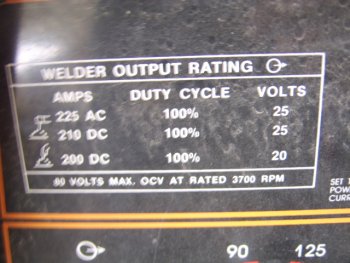 WELDER OUTPUT RATING
AMPS DUTY CYCLE VOLTS
225 AC 100% 25
210 DC 100% 25
200 DC 100% 20
80 VOLTS MAX. OCV AT RATED 3700 RPM
SET T
POW
CURR
90 125